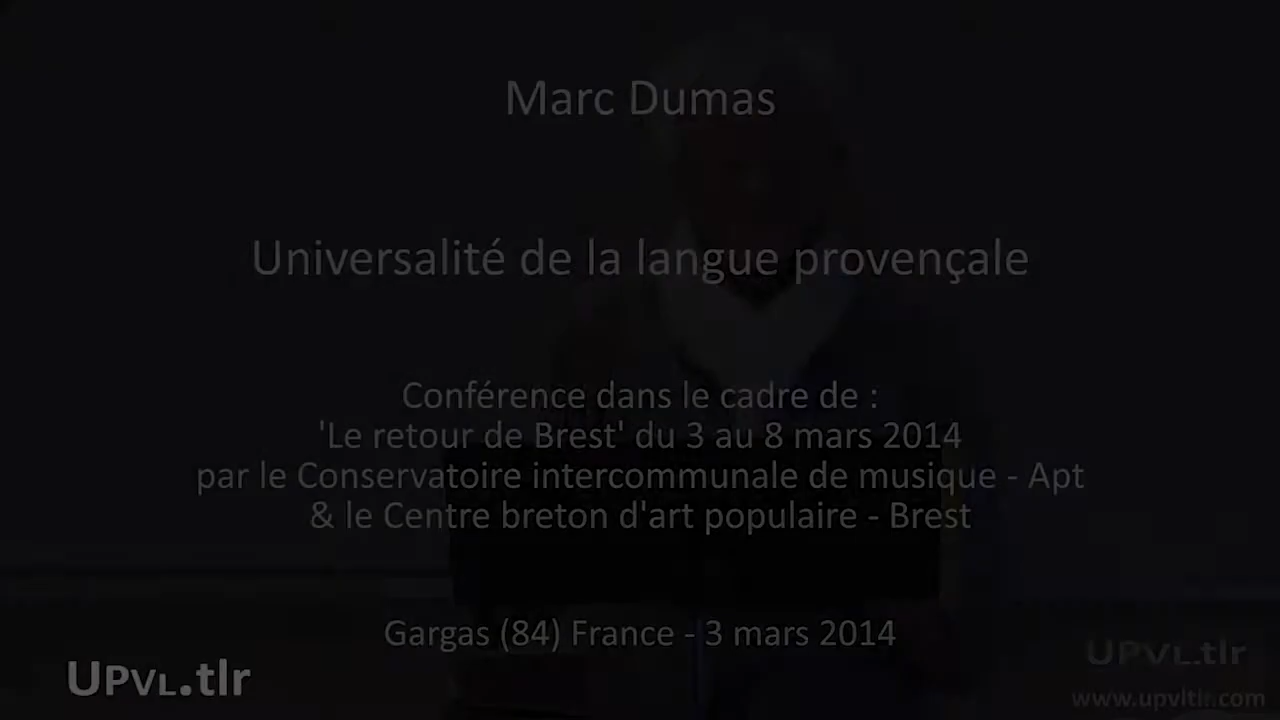 Marc Dumas
Universalité de la langue provençale
Conférence dans le cadre de :
'Le retour de Brest' du 3 au 8 mars 2014
par le Conservatoire intercommunale de musique - Apt
& le Centre breton d'art populaire - Brest
Gargas (84) France - 3 mars 2014
UPVL.tlr
UPVL.tlr
www.upvltlr.com